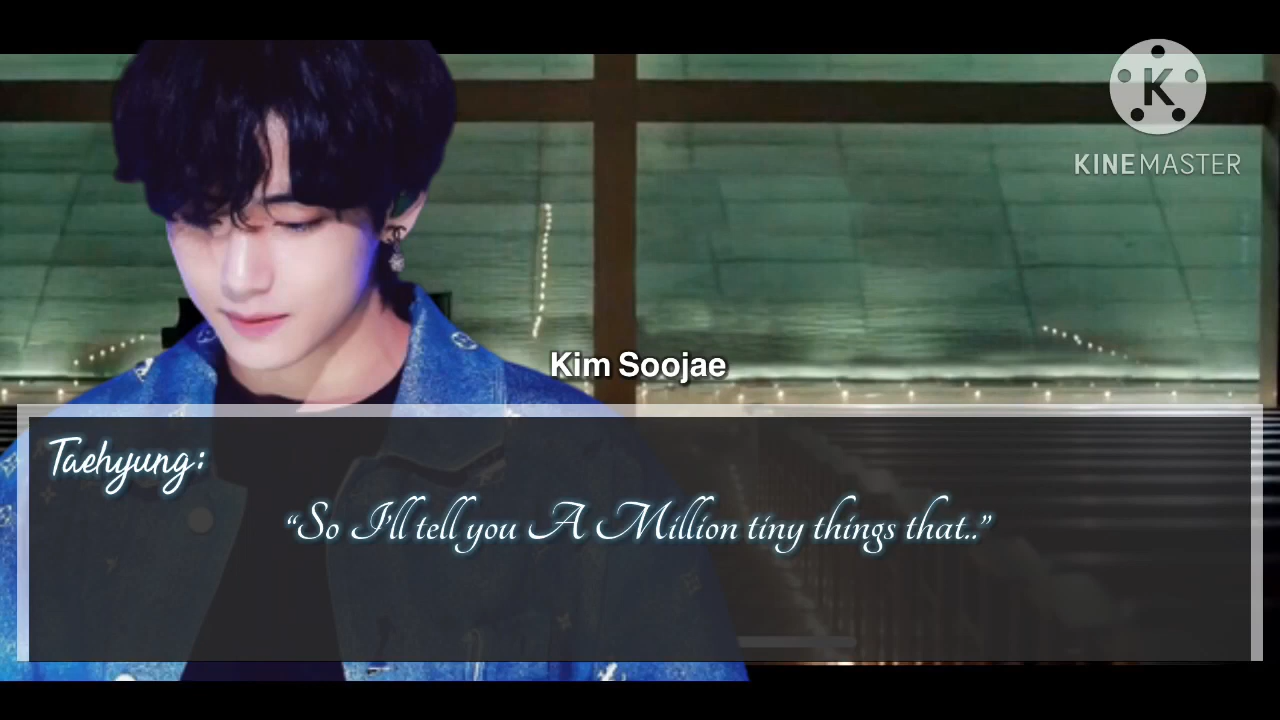 K
KINEMASTER
Kim Soojae
Taehyung:
“So I'll tell you A Million tiny things that..”